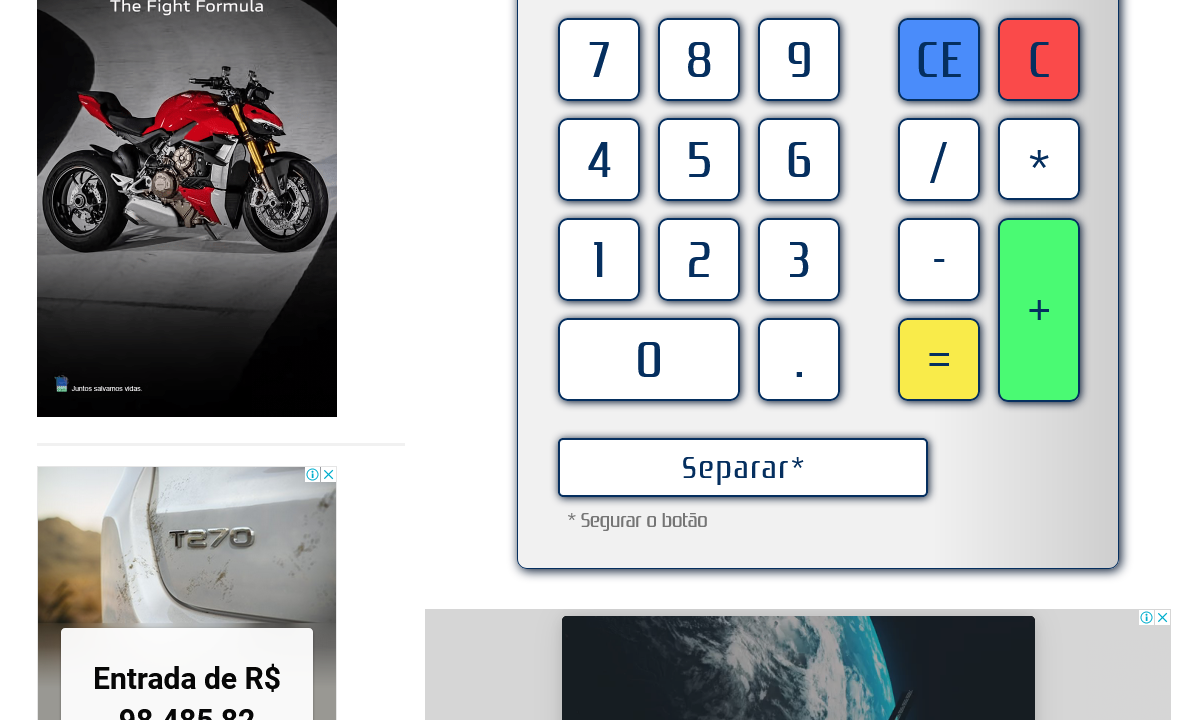 The Fight Formula
Juntos salvamos vidas.
T270
Entrada de R$
98.485,82
7 8 9 CE C
4 5 6 / *
1 2 3 - +
0 . =
Separar*
* Segurar o botão